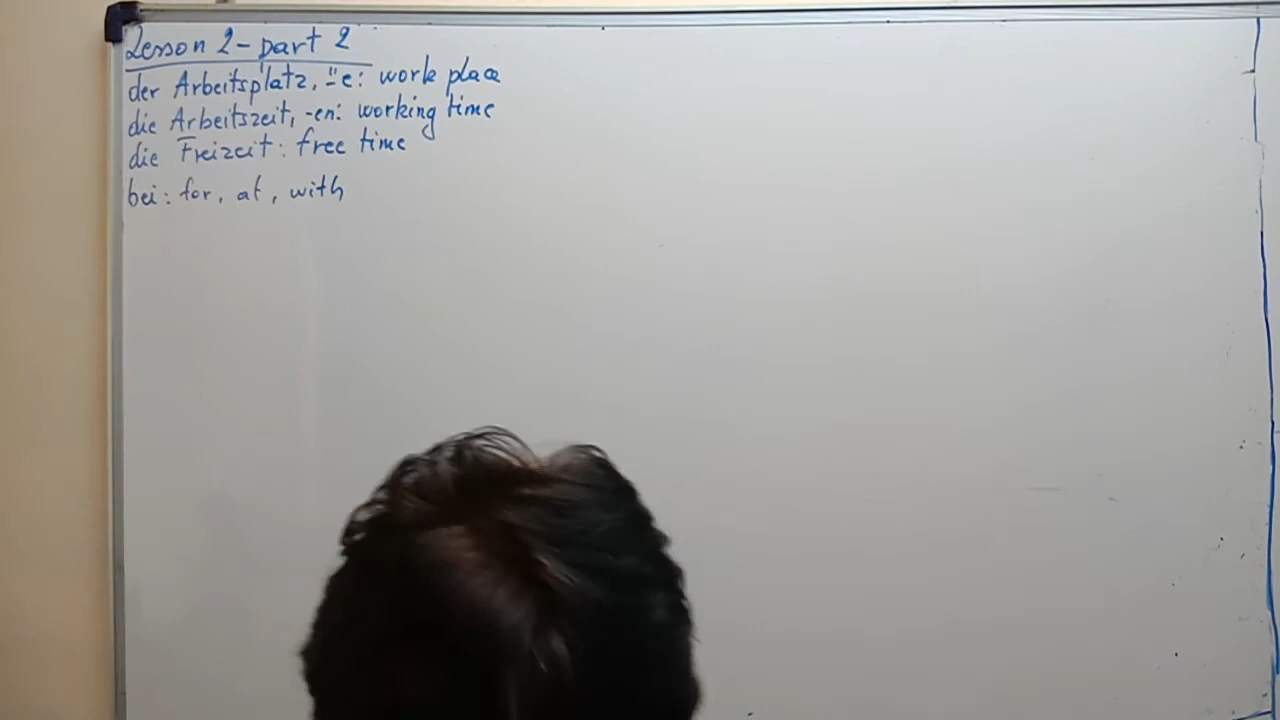 Lesson 2 - part 2
der Arbeitsplatz, ¨-e: work place
die Arbeitszeit, -en: working time
die Freizeit: free time
bei: for, at, with